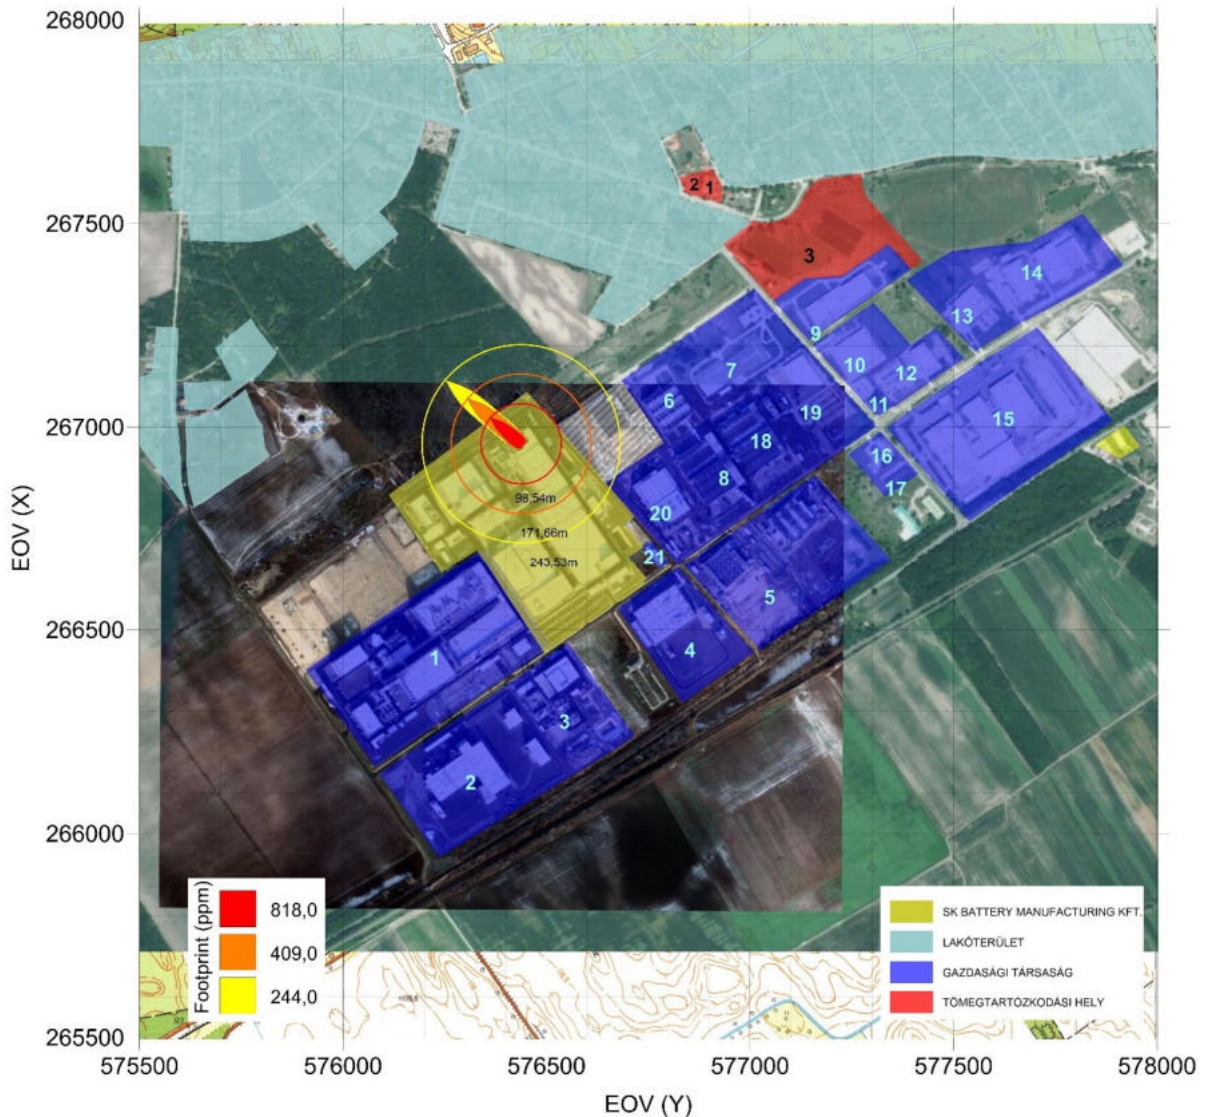 268000
267500
267000
266500
266000
265500
EOV (X)
2 1
3
14
13
9
10
12
7
11
6
19
15
18
16
8
17
20
98,54m
171,66m
21
243,53m
5
4
1
3
2
Footprint (ppm)
818,0
409,0
244,0
SK BATTERY MANUFACTURING KFT.
LAKÓTERÜLET
GAZDASÁGI TÁRSASÁG
TÖMEGTARTÓZKODÁSI HELY
575500 576000 576500 577000 577500 578000
EOV (Y)